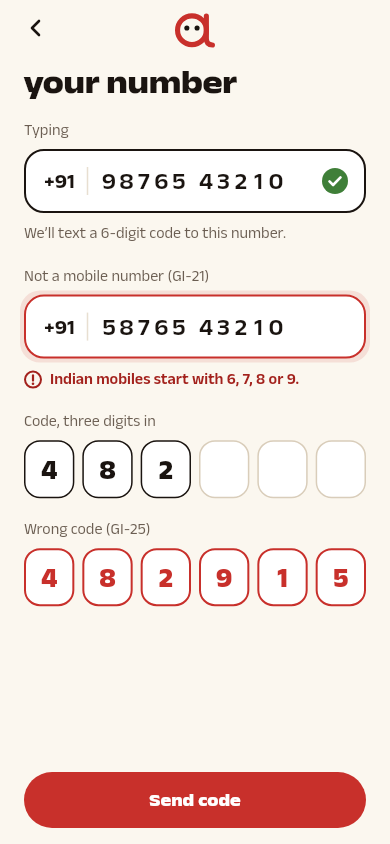 your number
Typing
+91 98765 43210
We'll text a 6-digit code to this number.
Not a mobile number (GI-21)
+91 58765 43210
Indian mobiles start with 6, 7, 8 or 9.
Code, three digits in
4 8 2
Wrong code (GI-25)
4 8 2 9 1 5
Send code